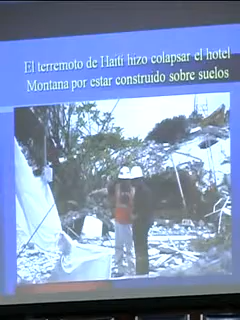 El terremoto de Haití hizo colapsar el hotel
Montana por estar construido sobre suelos